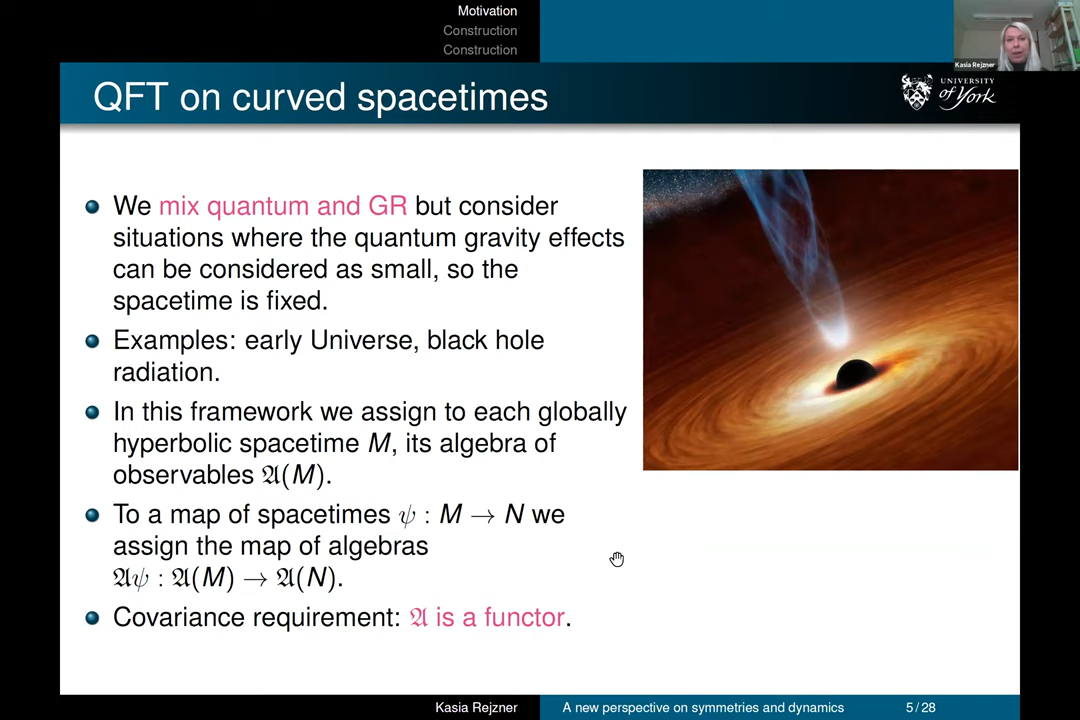 Motivation
Construction
Construction
Kasia Rejzner
QFT on curved spacetimes
UNIVERSITY
of York
We mix quantum and GR but consider
situations where the quantum gravity effects
can be considered as small, so the
spacetime is fixed.
Examples: early Universe, black hole
radiation.
In this framework we assign to each globally
hyperbolic spacetime M, its algebra of
observables 𝔄(M).
To a map of spacetimes ψ : M → N we
assign the map of algebras
𝔄ψ : 𝔄(M) → 𝔄(N).
Covariance requirement: 𝔄 is a functor.
Kasia Rejzner
A new perspective on symmetries and dynamics
5 / 28